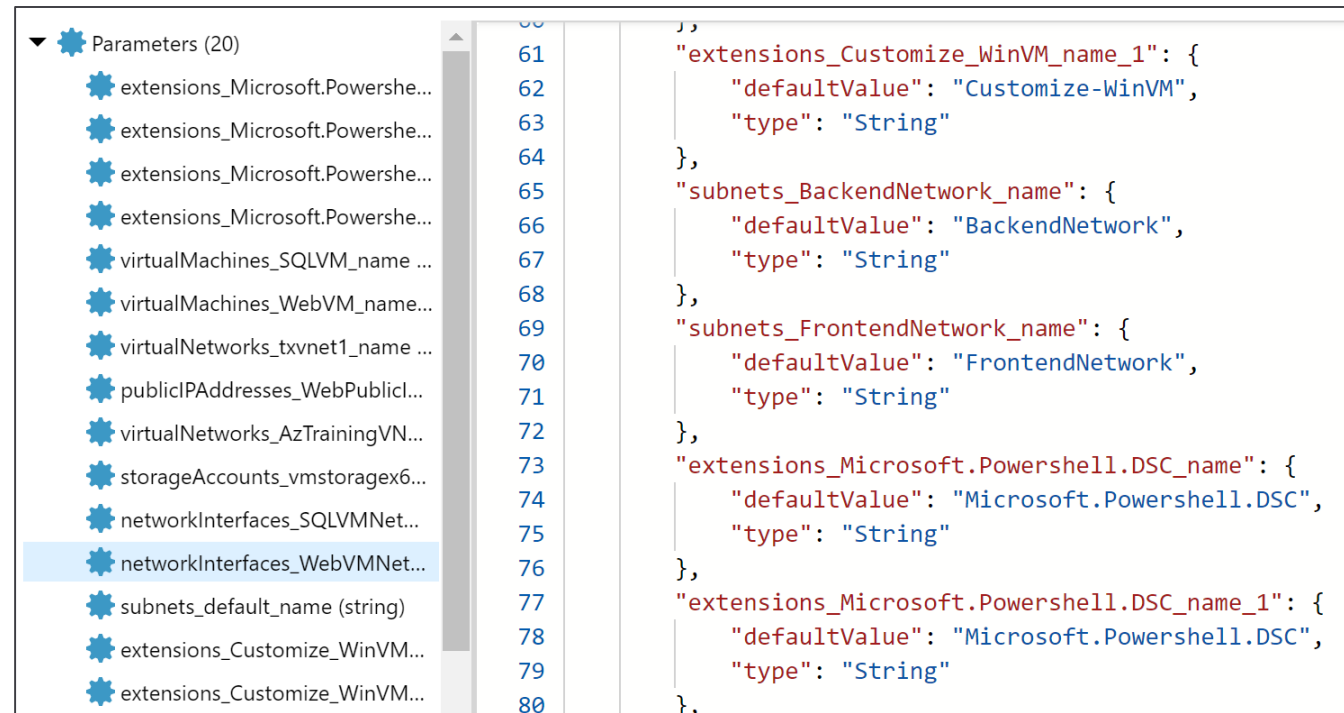 Parameters (20)
extensions_Microsoft.Powershe...
extensions_Microsoft.Powershe...
extensions_Microsoft.Powershe...
extensions_Microsoft.Powershe...
virtualMachines_SQLVM_name ...
virtualMachines_WebVM_name...
virtualNetworks_txvnet1_name ...
publicIPAddresses_WebPublicI...
virtualNetworks_AzTrainingVN...
storageAccounts_vmstoragex6...
networkInterfaces_SQLVMNet...
networkInterfaces_WebVMNet...
subnets_default_name (string)
extensions_Customize_WinVM...
extensions_Customize_WinVM...
60 },
61 "extensions_Customize_WinVM_name_1": {
62 "defaultValue": "Customize-WinVM",
63 "type": "String"
64 },
65 "subnets_BackendNetwork_name": {
66 "defaultValue": "BackendNetwork",
67 "type": "String"
68 },
69 "subnets_FrontendNetwork_name": {
70 "defaultValue": "FrontendNetwork",
71 "type": "String"
72 },
73 "extensions_Microsoft.Powershell.DSC_name": {
74 "defaultValue": "Microsoft.Powershell.DSC",
75 "type": "String"
76 },
77 "extensions_Microsoft.Powershell.DSC_name_1": {
78 "defaultValue": "Microsoft.Powershell.DSC",
79 "type": "String"
80 },